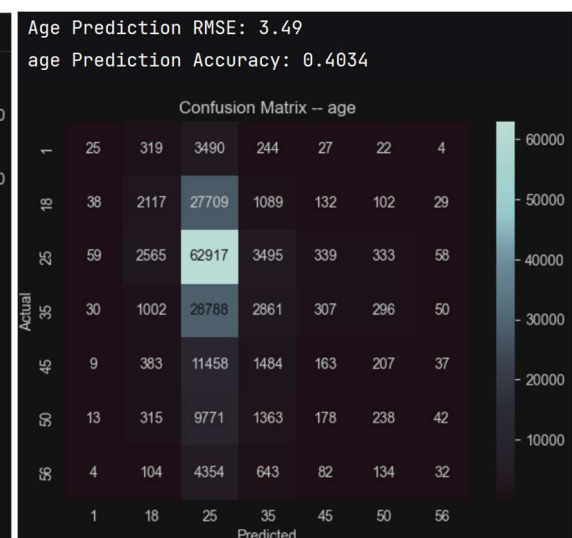 Age Prediction RMSE: 3.49
age Prediction Accuracy: 0.4034
Confusion Matrix -- age
1 25 319 3490 244 27 22 4
18 38 2117 27709 1089 132 102 29
25 59 2565 62917 3495 339 333 58
35 30 1002 28788 2861 307 296 50
45 9 383 11458 1484 163 207 37
50 13 315 9771 1363 178 238 42
56 4 104 4354 643 82 134 32
1 18 25 35 45 50 56
Actual
Predicted
60000
50000
40000
30000
20000
10000